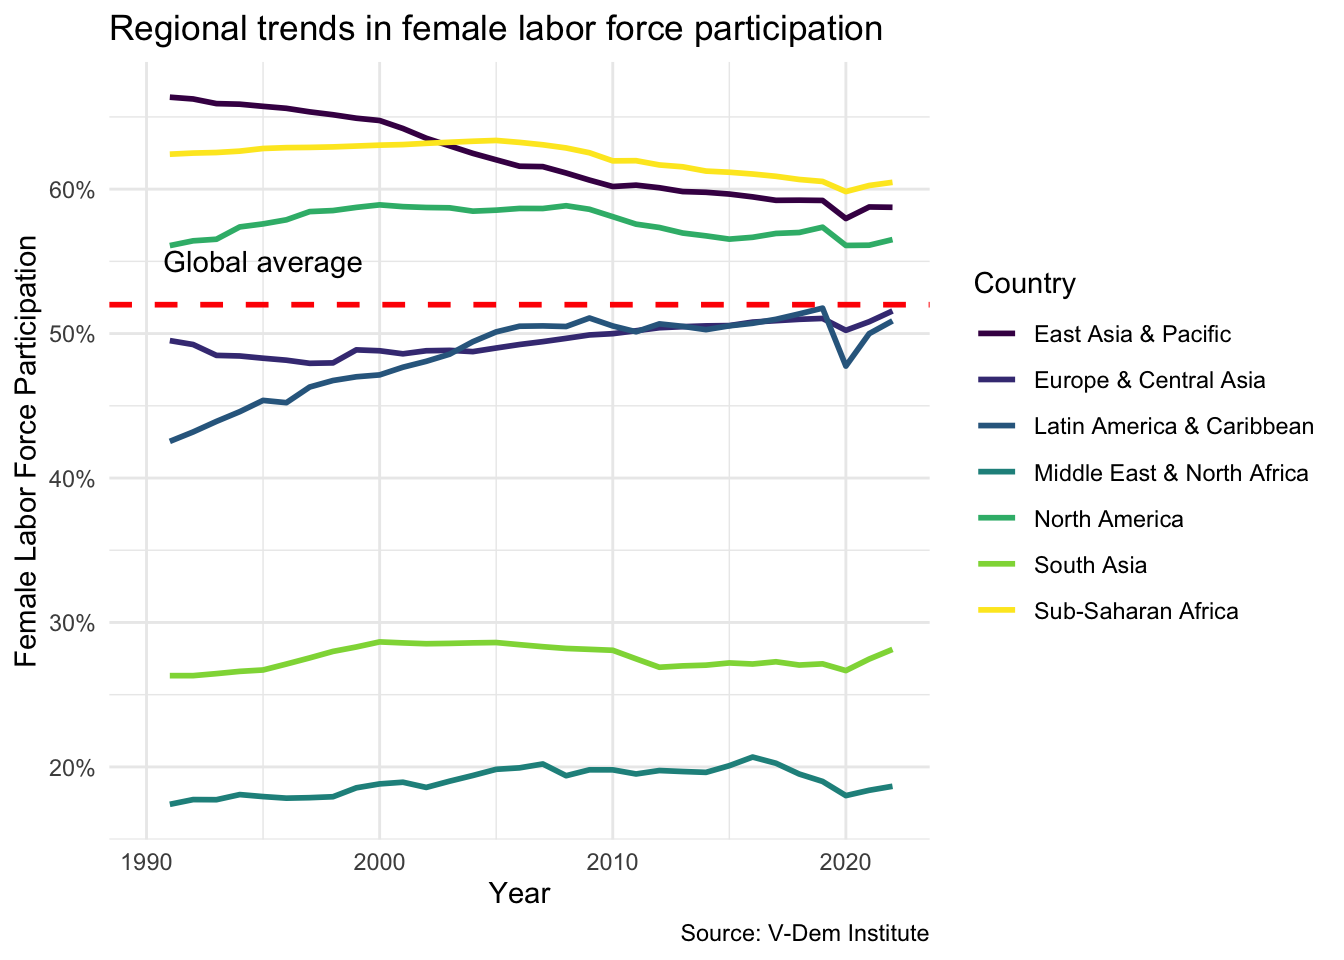 Regional trends in female labor force participation
Female Labor Force Participation
60%
50%
40%
30%
20%
Global average
1990 2000 2010 2020
Year
Country
East Asia & Pacific
Europe & Central Asia
Latin America & Caribbean
Middle East & North Africa
North America
South Asia
Sub-Saharan Africa
Source: V-Dem Institute